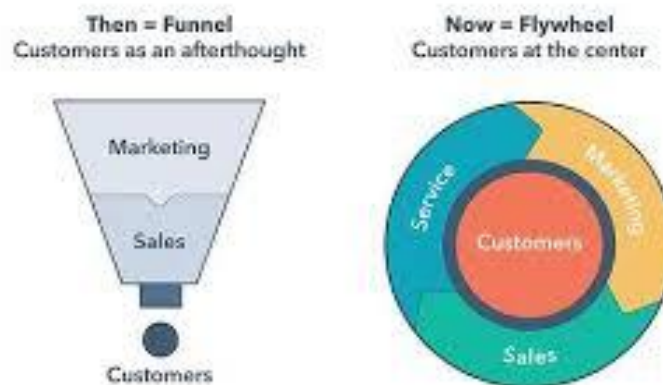 Then = Funnel
Customers as an afterthought
Marketing
Sales
Customers
Now = Flywheel
Customers at the center
Service
Marketing
Customers
Sales